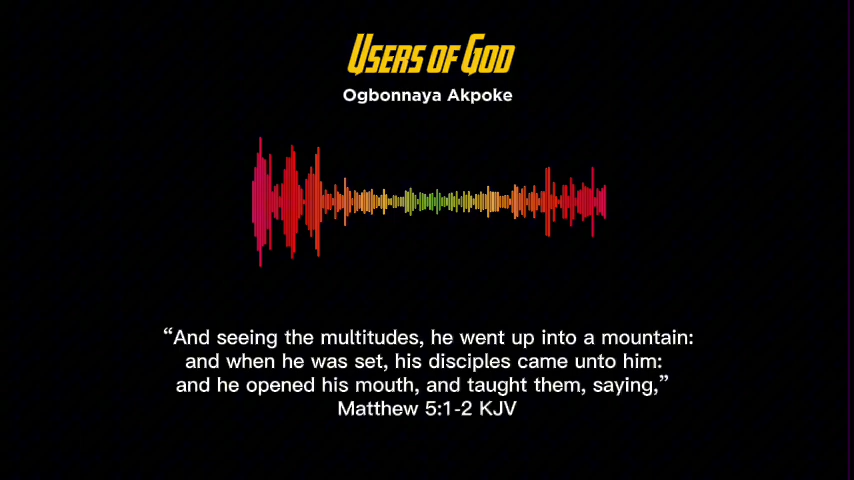 Users of God
Ogbonnaya Akpoke
“And seeing the multitudes, he went up into a mountain:
and when he was set, his disciples came unto him:
and he opened his mouth, and taught them, saying,”
Matthew 5:1-2 KJV